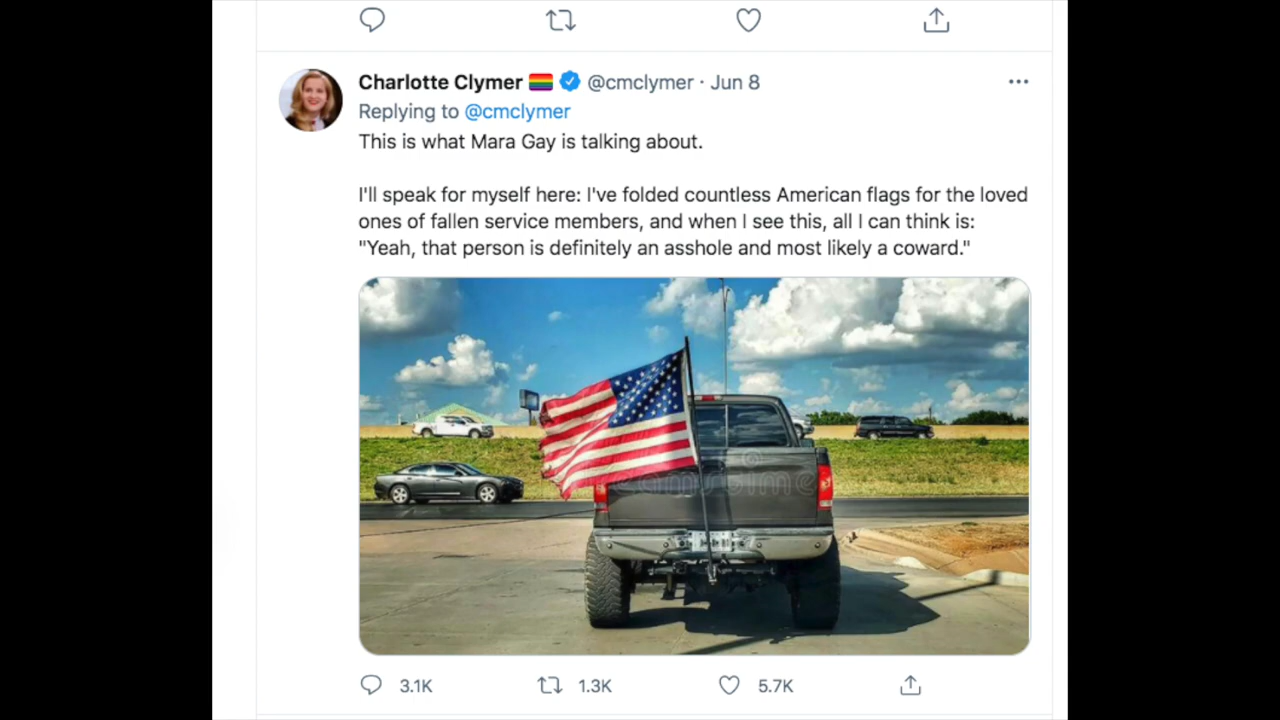 Charlotte Clymer 🏳️‍🌈 @cmclymer · Jun 8
Replying to @cmclymer
This is what Mara Gay is talking about.
I'll speak for myself here: I've folded countless American flags for the loved
ones of fallen service members, and when I see this, all I can think is:
"Yeah, that person is definitely an asshole and most likely a coward."
3.1K 1.3K 5.7K